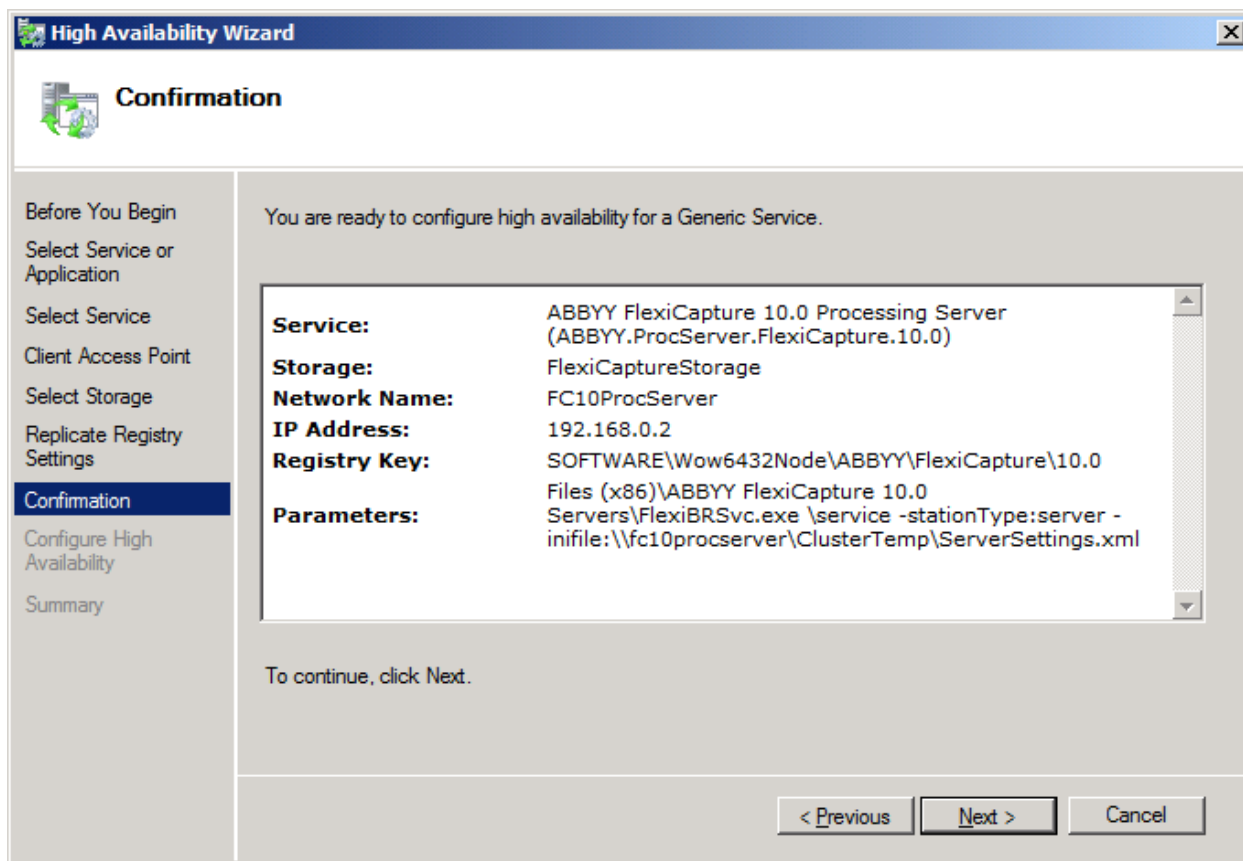 High Availability Wizard
Confirmation
Before You Begin
Select Service or
Application
Select Service
Client Access Point
Select Storage
Replicate Registry
Settings
Confirmation
Configure High
Availability
Summary
You are ready to configure high availability for a Generic Service.
Service: ABBYY FlexiCapture 10.0 Processing Server
(ABBYY.ProcServer.FlexiCapture.10.0)
Storage: FlexiCaptureStorage
Network Name: FC10ProcServer
IP Address: 192.168.0.2
Registry Key: SOFTWARE\Wow6432Node\ABBYY\FlexiCapture\10.0
Files (x86)\ABBYY FlexiCapture 10.0
Parameters: Servers\FlexiBRSvc.exe \service -stationType:server -
inifile:\\fc10procserver\ClusterTemp\ServerSettings.xml
To continue, click Next.
< Previous Next > Cancel